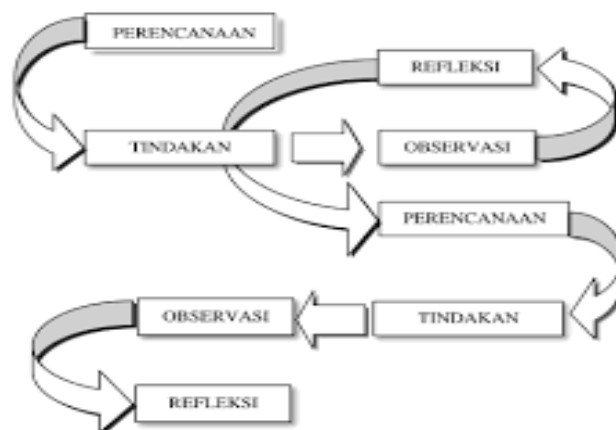 PERENCANAAN
REFLEKSI
TINDAKAN
OBSERVASI
PERENCANAAN
OBSERVASI
TINDAKAN
REFLEKSI